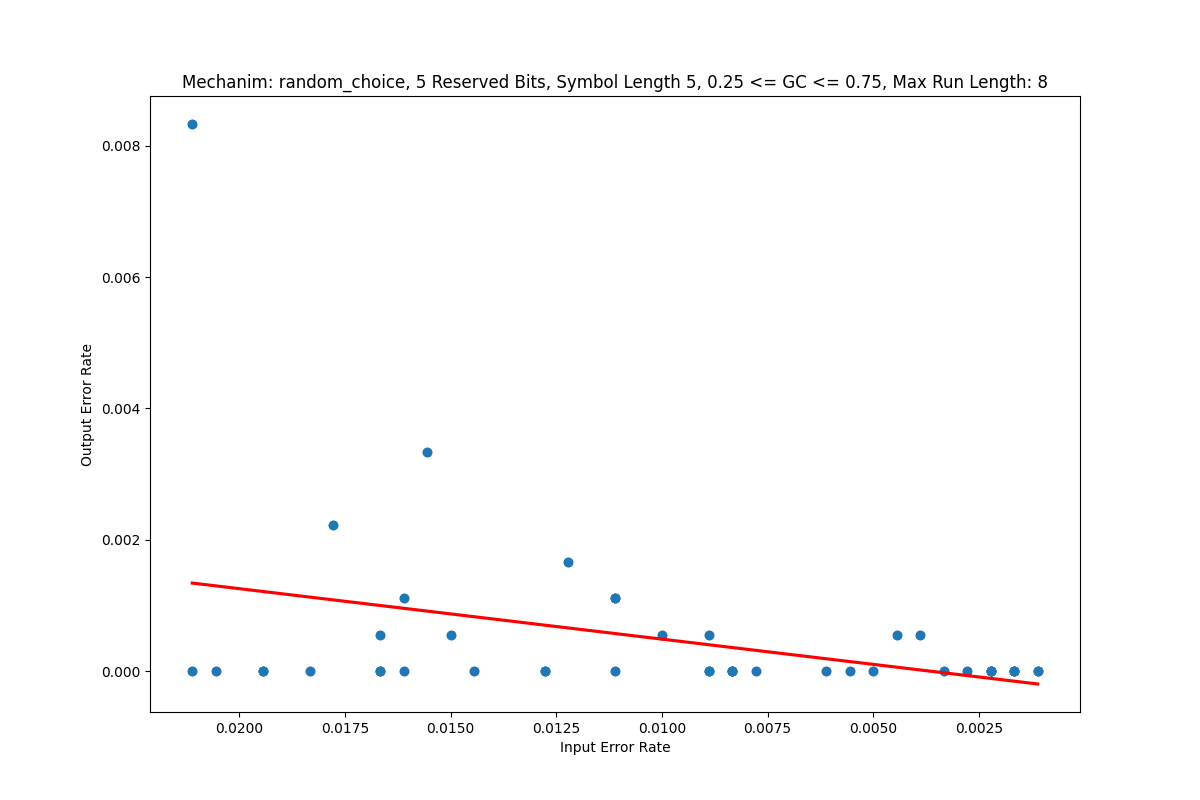 Mechanim: random_choice, 5 Reserved Bits, Symbol Length 5, 0.25 <= GC <= 0.75, Max Run Length: 8
0.008
0.006
0.004
0.002
0.000
Output Error Rate
0.0200 0.0175 0.0150 0.0125 0.0100 0.0075 0.0050 0.0025
Input Error Rate